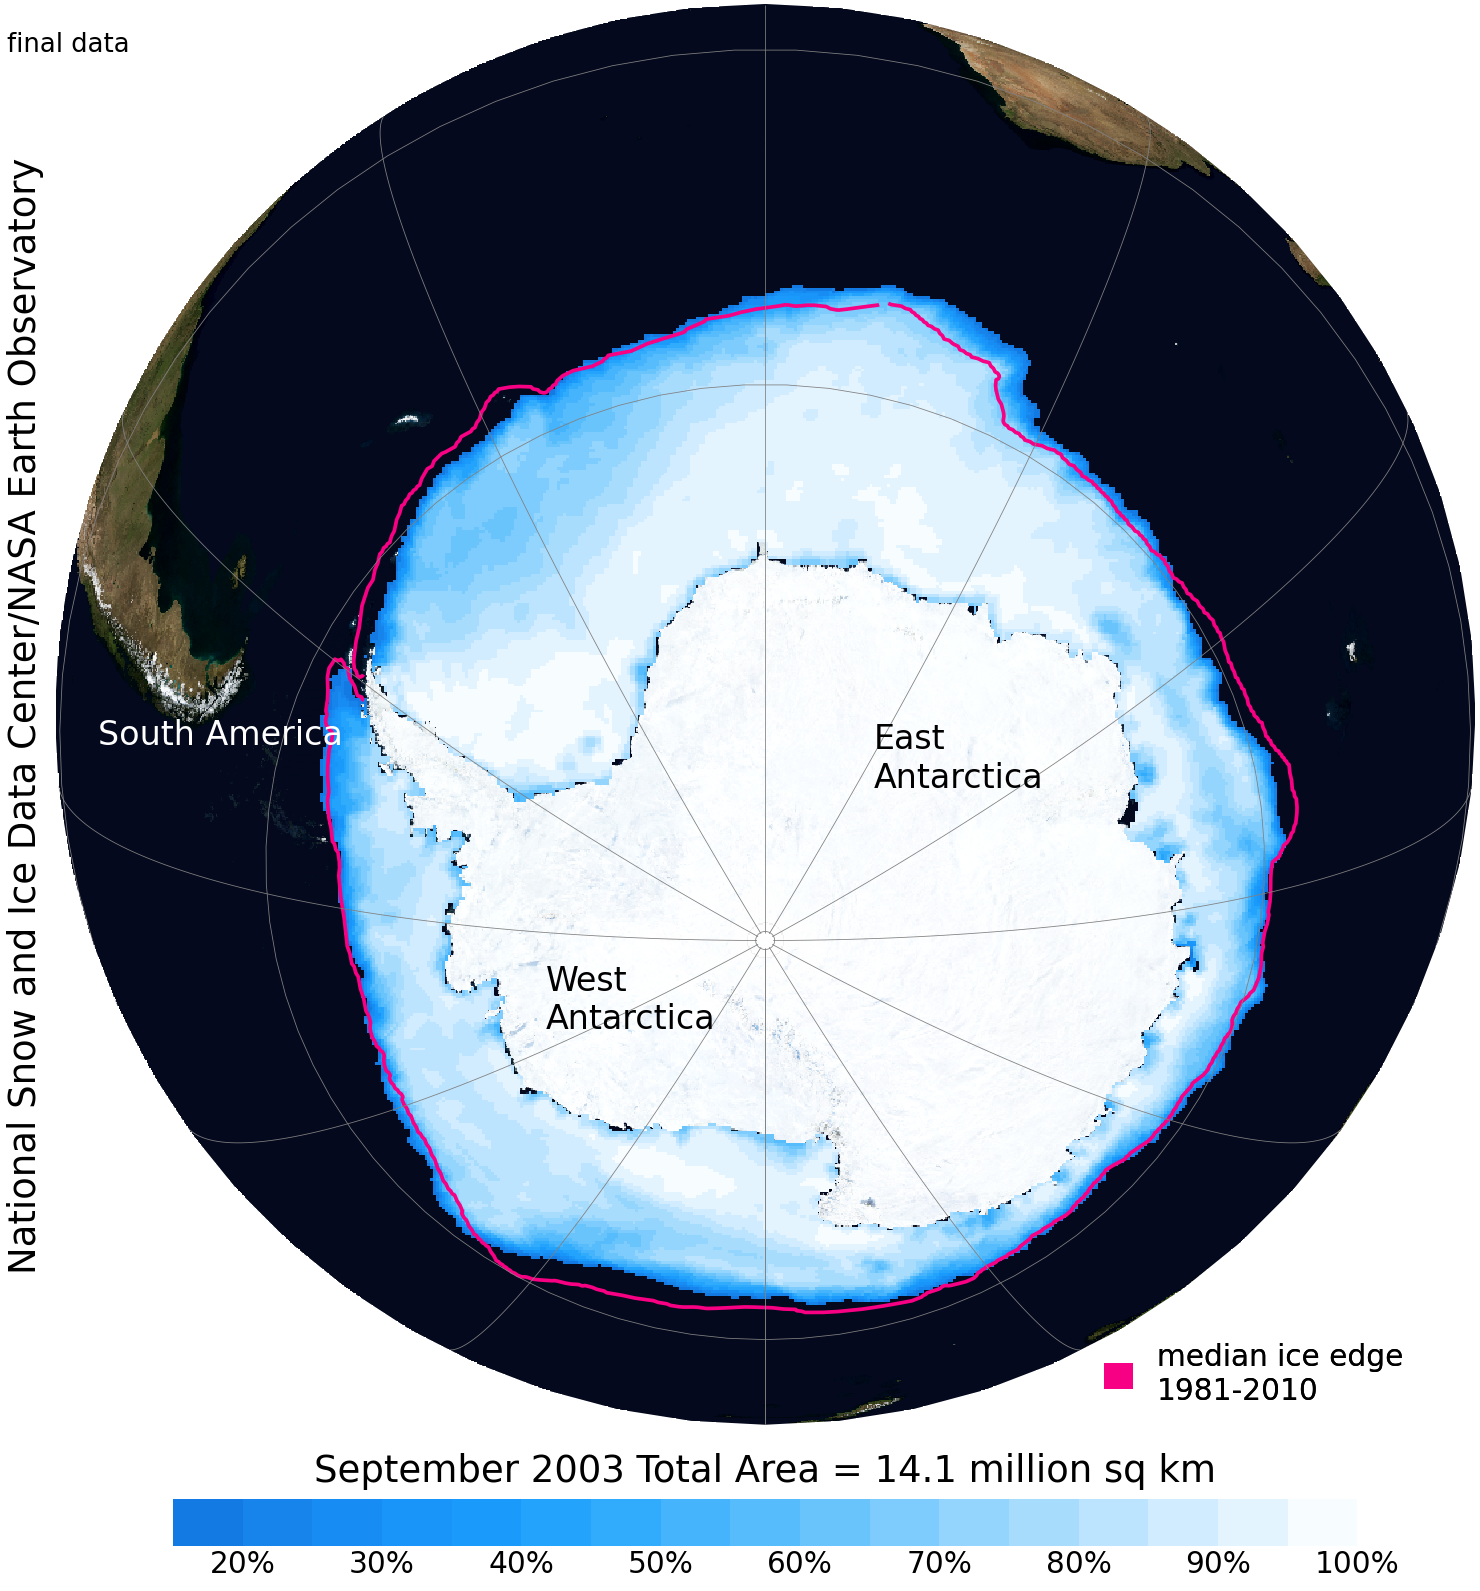 final data
National Snow and Ice Data Center/NASA Earth Observatory
South America
East
Antarctica
West
Antarctica
median ice edge
1981-2010
September 2003 Total Area = 14.1 million sq km
20% 30% 40% 50% 60% 70% 80% 90% 100%